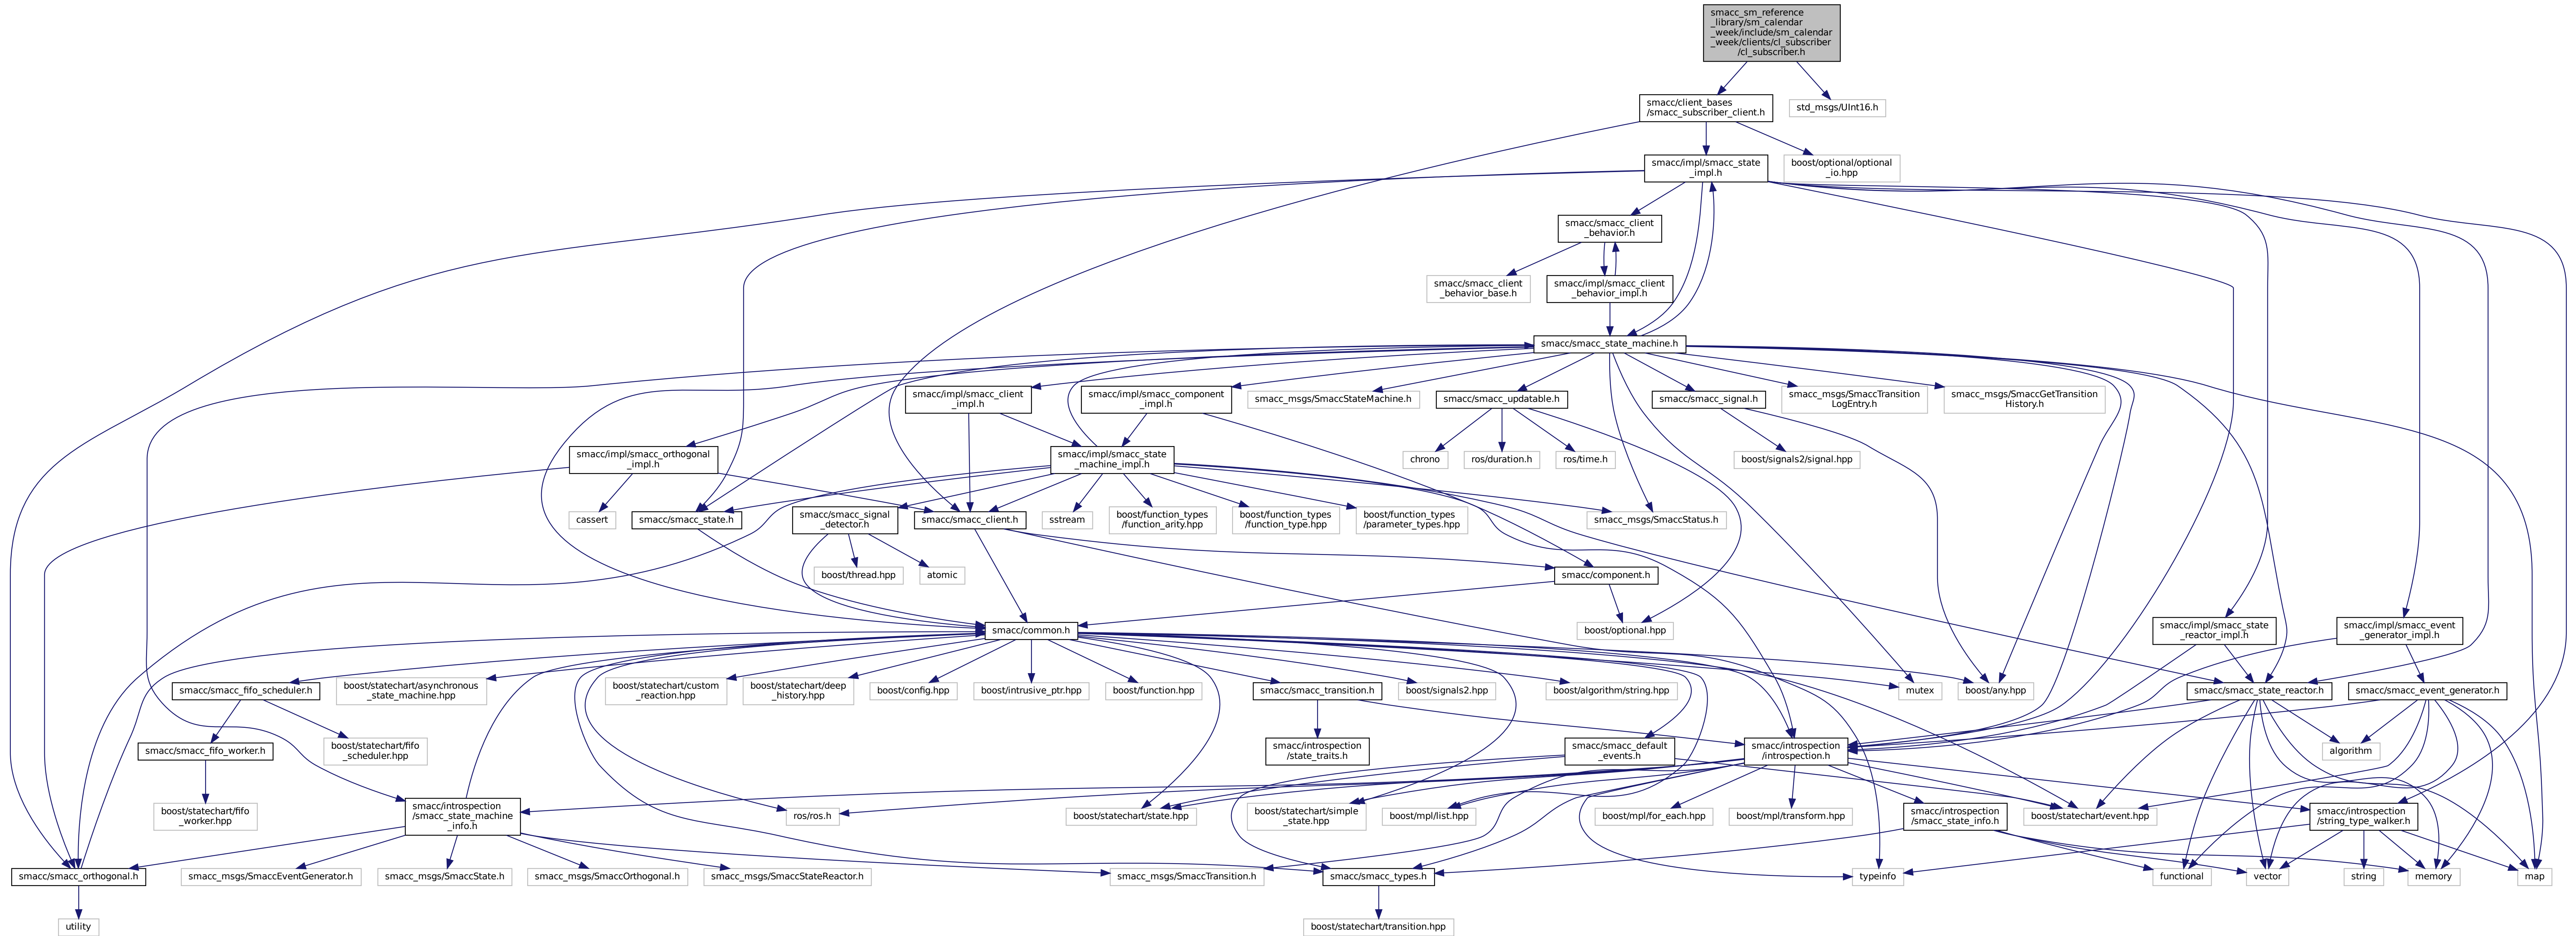 smacc_sm_reference
_library/sm_calendar
_week/include/sm_calendar
_week/clients/cl_subscriber
/cl_subscriber.h
smacc/client_bases
/smacc_subscriber_client.h
std_msgs/UInt16.h
smacc/impl/smacc_state
_impl.h
boost/optional/optional
_io.hpp
smacc/smacc_client
_behavior.h
smacc/smacc_client
_behavior_base.h
smacc/impl/smacc_client
_behavior_impl.h
smacc/smacc_state_machine.h
smacc/impl/smacc_client
_impl.h
smacc/impl/smacc_component
_impl.h
smacc_msgs/SmaccStateMachine.h
smacc/smacc_updatable.h
smacc/smacc_signal.h
smacc_msgs/SmaccTransition
LogEntry.h
smacc_msgs/SmaccGetTransition
History.h
smacc/impl/smacc_orthogonal
_impl.h
smacc/impl/smacc_state
_machine_impl.h
chrono
ros/duration.h
ros/time.h
boost/signals2/signal.hpp
cassert
smacc/smacc_state.h
smacc/smacc_signal
_detector.h
smacc/smacc_client.h
sstream
boost/function_types
/function_arity.hpp
boost/function_types
/function_type.hpp
boost/function_types
/parameter_types.hpp
smacc_msgs/SmaccStatus.h
boost/thread.hpp
atomic
smacc/component.h
smacc/common.h
boost/optional.hpp
smacc/impl/smacc_state
_reactor_impl.h
smacc/impl/smacc_event
_generator_impl.h
smacc/smacc_fifo_scheduler.h
boost/statechart/asynchronous
_state_machine.hpp
boost/statechart/custom
_reaction.hpp
boost/statechart/deep
_history.hpp
boost/config.hpp
boost/intrusive_ptr.hpp
boost/function.hpp
smacc/smacc_transition.h
boost/signals2.hpp
boost/algorithm/string.hpp
mutex
boost/any.hpp
smacc/smacc_state_reactor.h
smacc/smacc_event_generator.h
smacc/smacc_fifo_worker.h
boost/statechart/fifo
_scheduler.hpp
smacc/introspection
/state_traits.h
smacc/smacc_default
_events.h
smacc/introspection
/introspection.h
algorithm
boost/statechart/fifo
_worker.hpp
smacc/introspection
/smacc_state_machine
_info.h
ros/ros.h
boost/statechart/state.hpp
boost/statechart/simple
_state.hpp
boost/mpl/list.hpp
boost/mpl/for_each.hpp
boost/mpl/transform.hpp
smacc/introspection
/smacc_state_info.h
boost/statechart/event.hpp
smacc/introspection
/string_type_walker.h
smacc/smacc_orthogonal.h
smacc_msgs/SmaccEventGenerator.h
smacc_msgs/SmaccState.h
smacc_msgs/SmaccOrthogonal.h
smacc_msgs/SmaccStateReactor.h
smacc_msgs/SmaccTransition.h
smacc/smacc_types.h
typeinfo
functional
vector
string
memory
map
utility
boost/statechart/transition.hpp